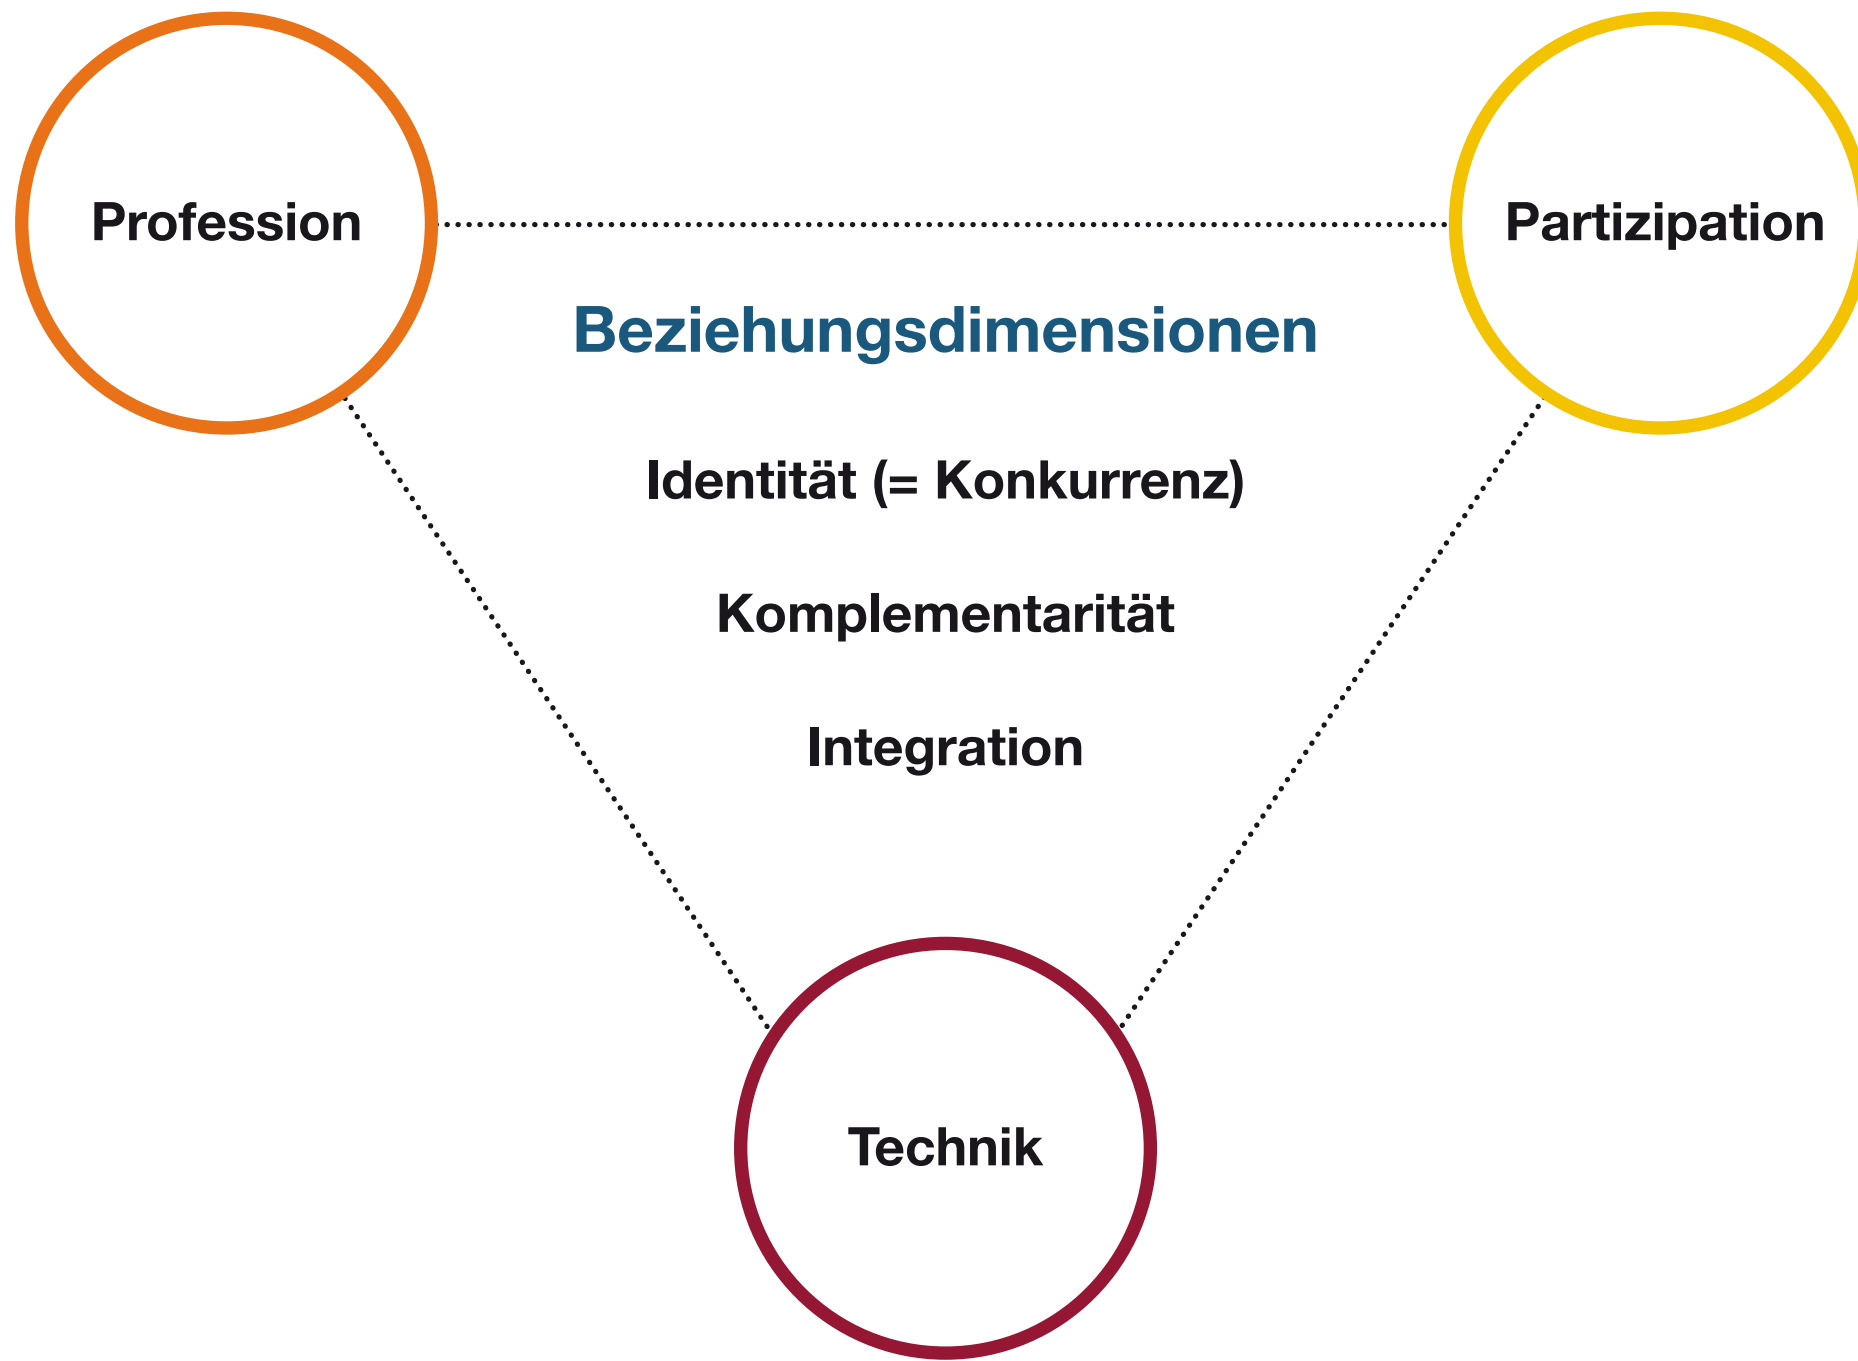 Profession
Partizipation
Beziehungsdimensionen
Identität (= Konkurrenz)
Komplementarität
Integration
Technik